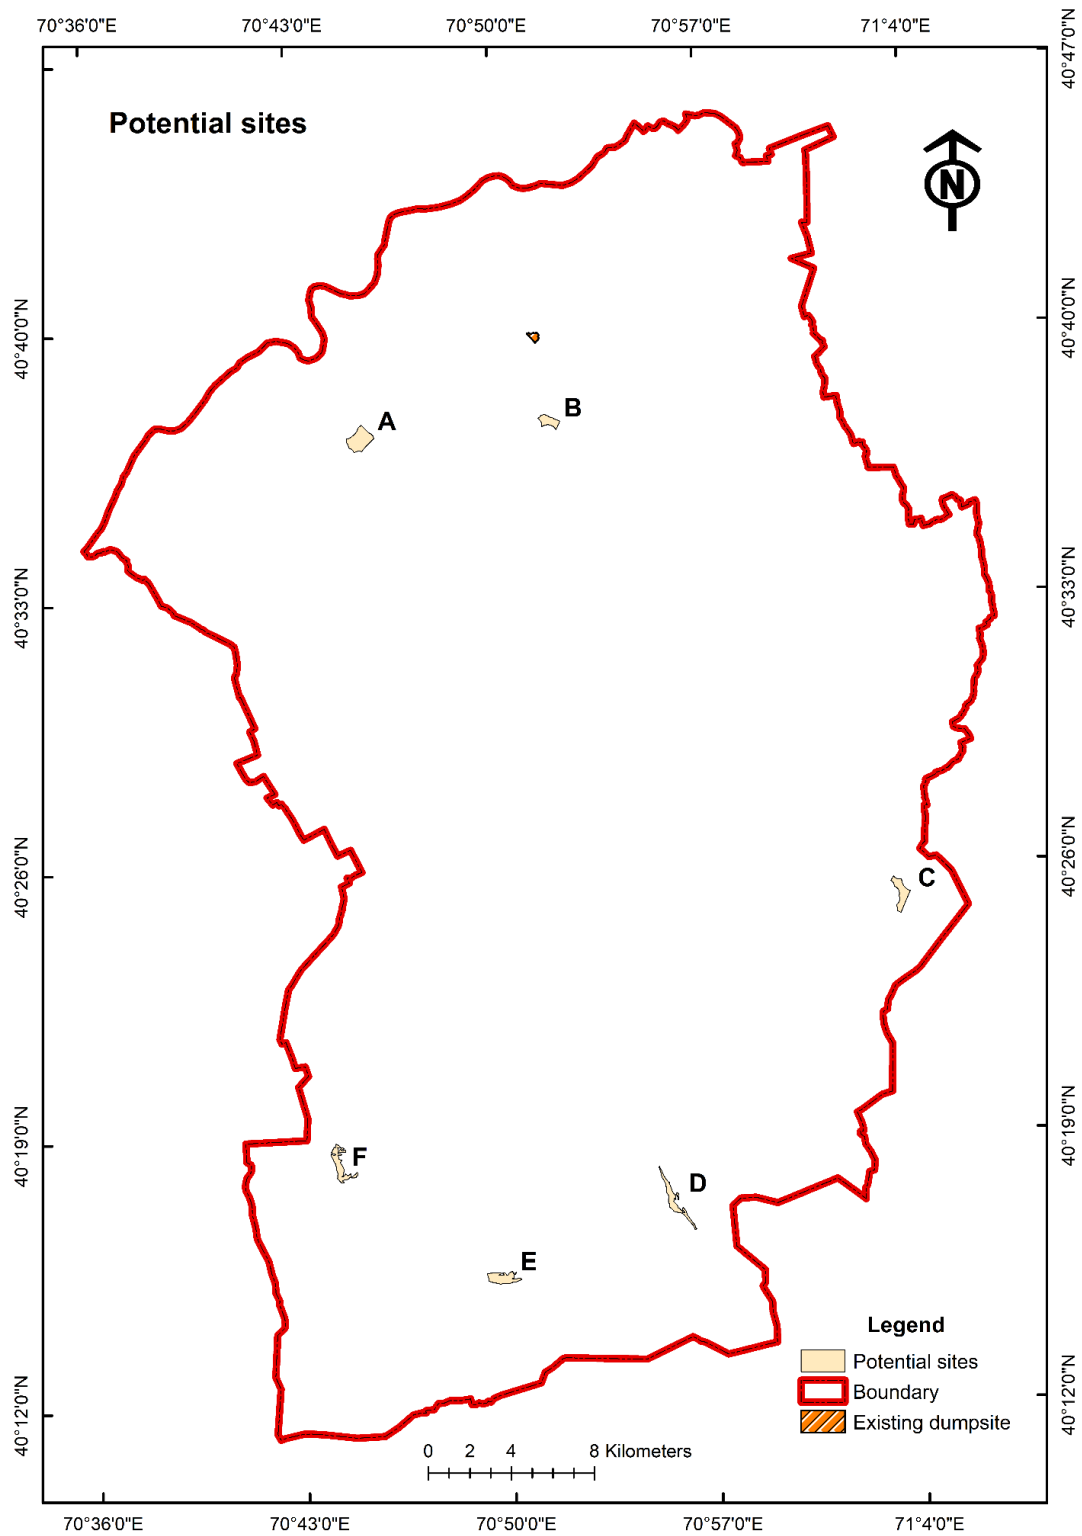 70°36'0"E 70°43'0"E 70°50'0"E 70°57'0"E 71°4'0"E
40°47'0"N
Potential sites
N
40°40'0"N 40°40'0"N
A
B
40°33'0"N 40°33'0"N
40°26'0"N 40°26'0"N
C
40°19'0"N 40°19'0"N
F
D
E
Legend
Potential sites
Boundary
Existing dumpsite
40°12'0"N 40°12'0"N
0 2 4 8 Kilometers
70°36'0"E 70°43'0"E 70°50'0"E 70°57'0"E 71°4'0"E